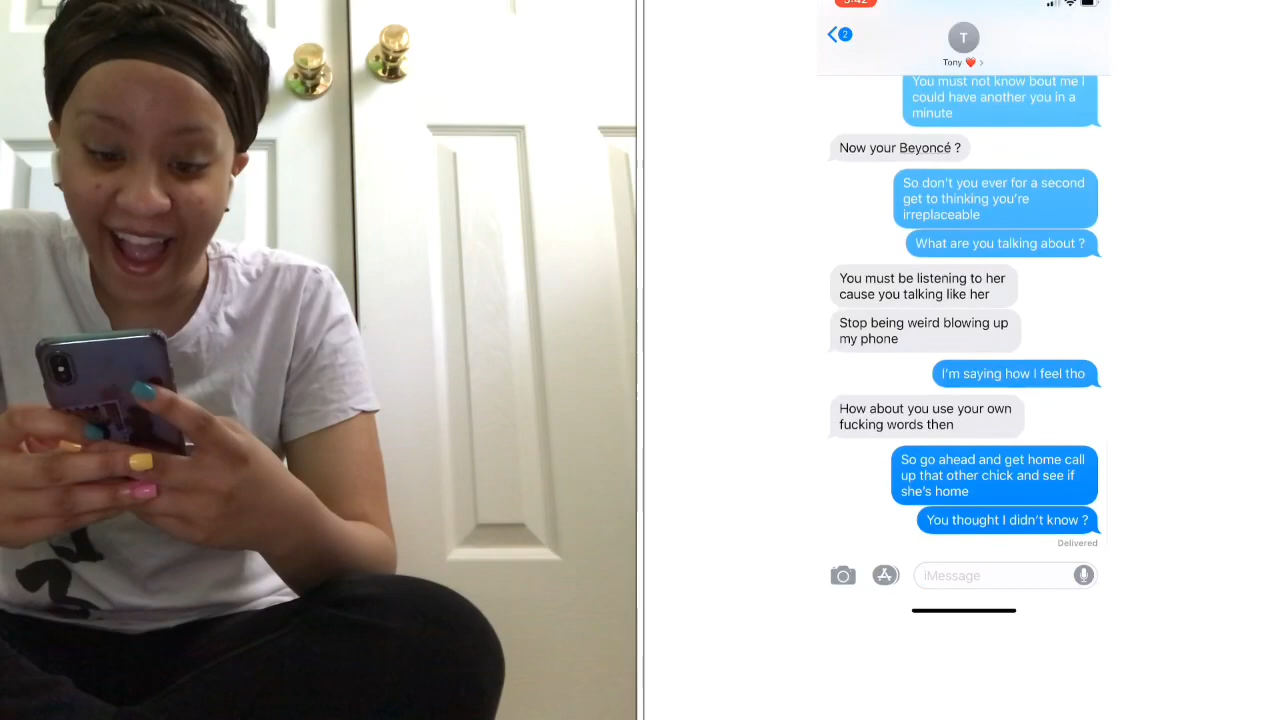 5:42
2
T
Tony ❤️ >
You must not know bout me I
could have another you in a
minute
Now your Beyoncé ?
So don't you ever for a second
get to thinking you're
irreplaceable
What are you talking about ?
You must be listening to her
cause you talking like her
Stop being weird blowing up
my phone
I'm saying how I feel tho
How about you use your own
fucking words then
So go ahead and get home call
up that other chick and see if
she's home
You thought I didn't know ?
Delivered
iMessage